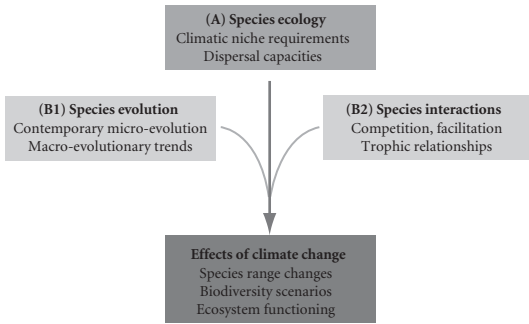 (A) Species ecology
Climatic niche requirements
Dispersal capacities
(B1) Species evolution
Contemporary micro-evolution
Macro-evolutionary trends
(B2) Species interactions
Competition, facilitation
Trophic relationships
Effects of climate change
Species range changes
Biodiversity scenarios
Ecosystem functioning